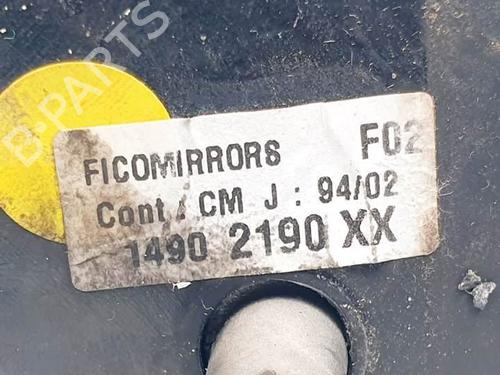 B-PARTS
FICOMIRRORS F02
Cont / CM J : 94/02
1490 2190 XX